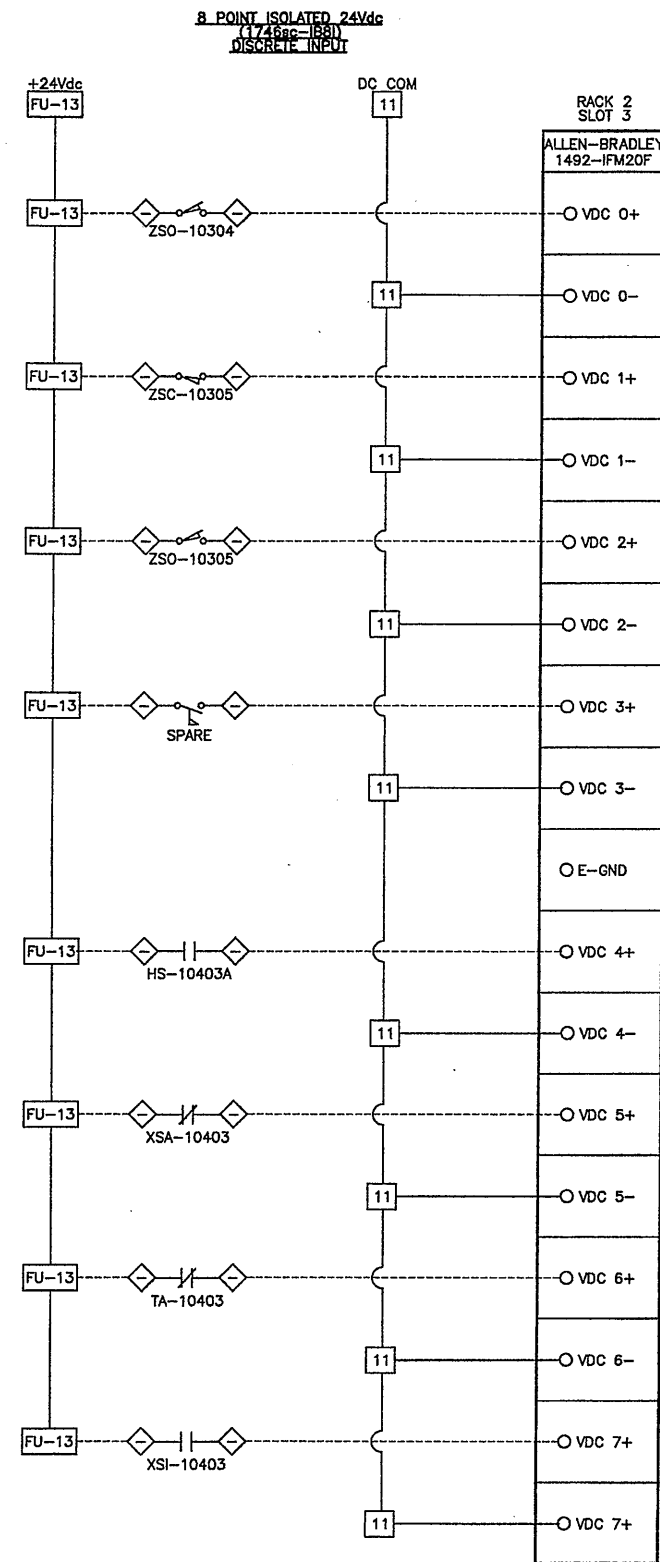 8 POINT ISOLATED 24Vdc
(1746sc-IB8I)
DISCRETE INPUT
+24Vdc
DC COM
FU-13
11
RACK 2
SLOT 3
ALLEN-BRADLEY
1492-IFM20F
FU-13
ZSO-10304
VDC 0+
11
VDC 0-
FU-13
ZSC-10305
VDC 1+
11
VDC 1-
FU-13
ZSO-10305
VDC 2+
11
VDC 2-
FU-13
SPARE
VDC 3+
11
VDC 3-
E-GND
FU-13
HS-10403A
VDC 4+
11
VDC 4-
FU-13
XSA-10403
VDC 5+
11
VDC 5-
FU-13
TA-10403
VDC 6+
11
VDC 6-
FU-13
XSI-10403
VDC 7+
11
VDC 7+